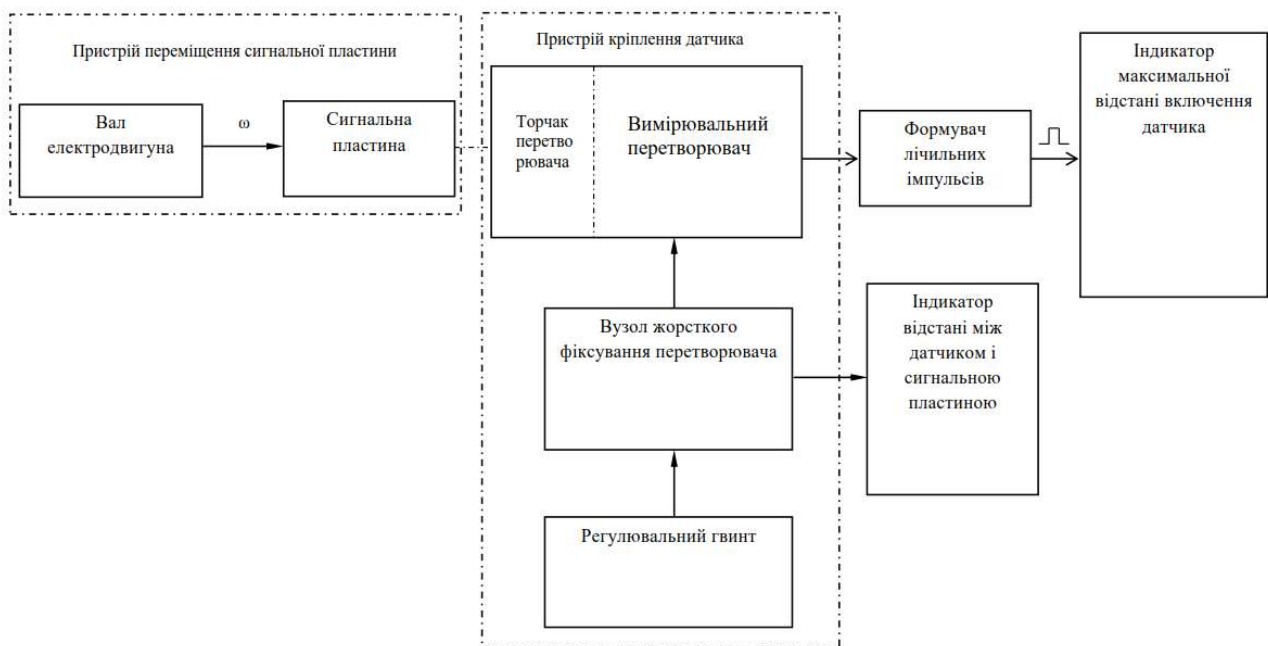 Пристрій переміщення сигнальної пластини
Вал
електродвигуна
ω
Сигнальна
пластина
Пристрій кріплення датчика
Торчак
перетво
рювача
Вимірювальний
перетворювач
Формувач
лічильних
імпульсів
Індикатор
максимальної
відстані включення
датчика
Вузол жорсткого
фіксування перетворювача
Індикатор
відстані між
датчиком і
сигнальною
пластиною
Регулювальний гвинт